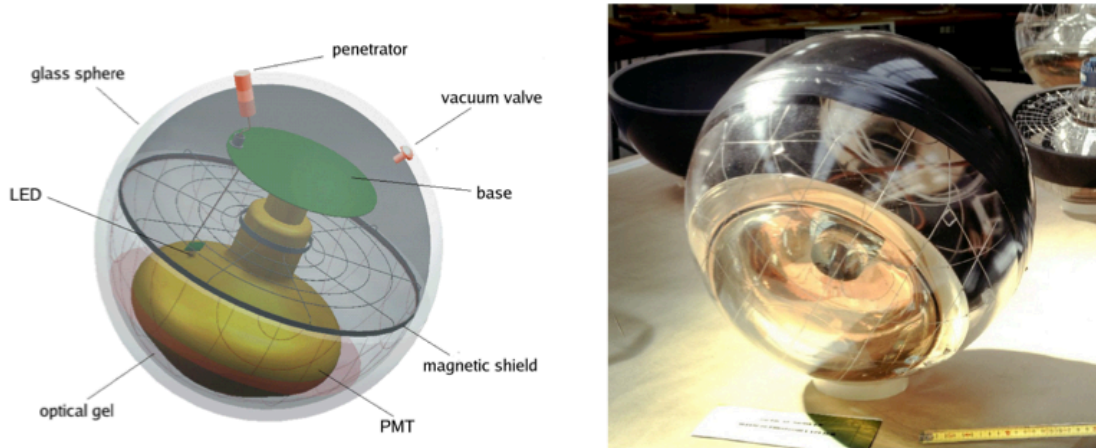 penetrator
glass sphere
vacuum valve
LED
base
magnetic shield
optical gel
PMT